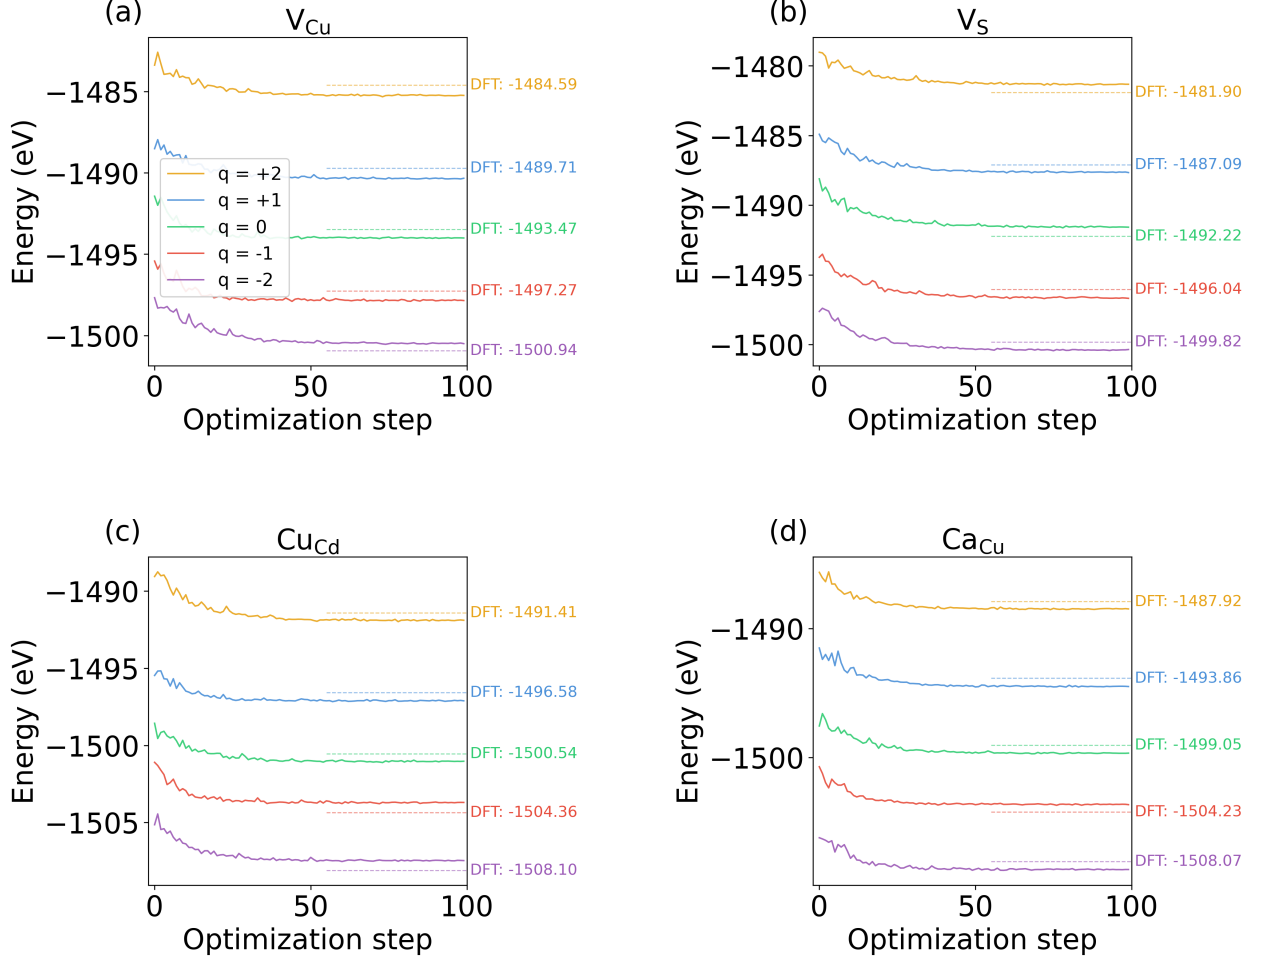 (a)
V_Cu
Energy (eV)
−1485
−1490
−1495
−1500
q = +2
q = +1
q = 0
q = -1
q = -2
DFT: -1484.59
DFT: -1489.71
DFT: -1493.47
DFT: -1497.27
DFT: -1500.94
0
50
100
Optimization step
(b)
V_S
Energy (eV)
−1480
−1485
−1490
−1495
−1500
DFT: -1481.90
DFT: -1487.09
DFT: -1492.22
DFT: -1496.04
DFT: -1499.82
0
50
100
Optimization step
(c)
Cu_Cd
Energy (eV)
−1490
−1495
−1500
−1505
DFT: -1491.41
DFT: -1496.58
DFT: -1500.54
DFT: -1504.36
DFT: -1508.10
0
50
100
Optimization step
(d)
Ca_Cu
Energy (eV)
−1490
−1500
DFT: -1487.92
DFT: -1493.86
DFT: -1499.05
DFT: -1504.23
DFT: -1508.07
0
50
100
Optimization step